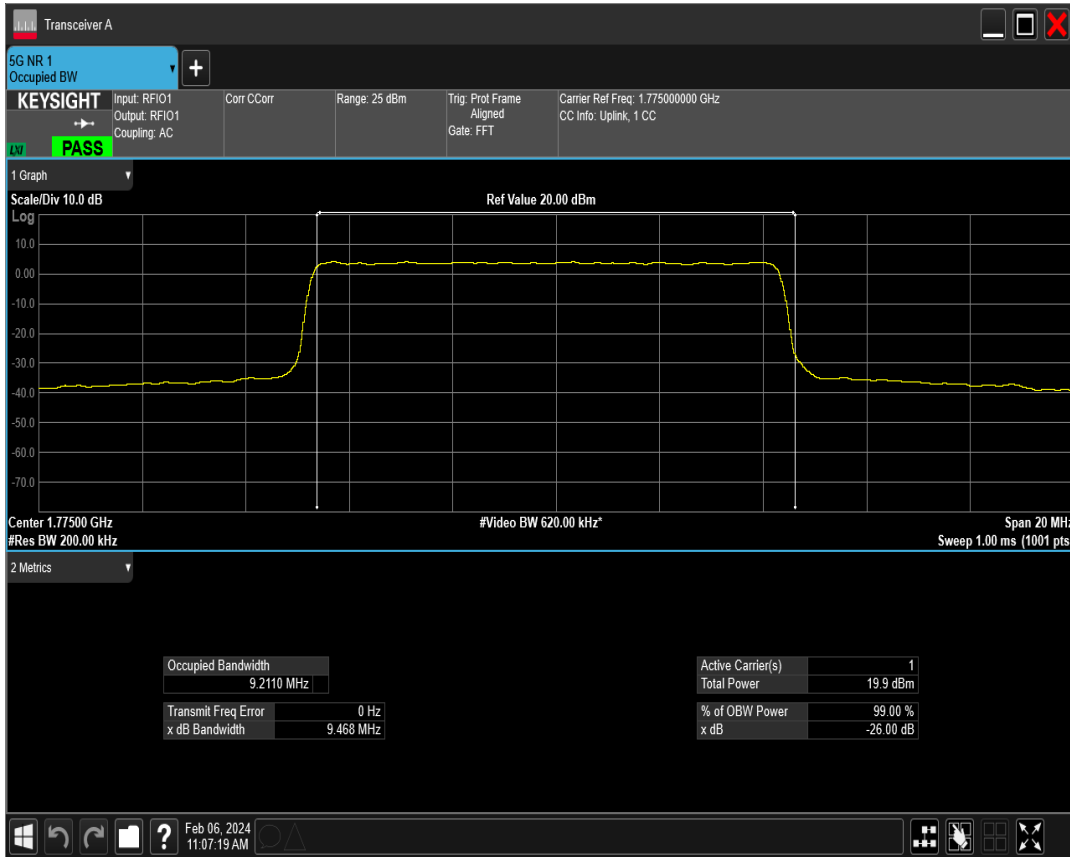 Transceiver A
5G NR 1
Occupied BW
+
KEYSIGHT
LXI
PASS
Input: RFIO1
Output: RFIO1
Coupling: AC
Corr CCorr
Range: 25 dBm
Trig: Prot Frame
Aligned
Gate: FFT
Carrier Ref Freq: 1.775000000 GHz
CC Info: Uplink, 1 CC
1 Graph
Scale/Div 10.0 dB
Ref Value 20.00 dBm
Log
10.0
0.00
-10.0
-20.0
-30.0
-40.0
-50.0
-60.0
-70.0
Center 1.77500 GHz
#Video BW 620.00 kHz*
Span 20 MHz
#Res BW 200.00 kHz
Sweep 1.00 ms (1001 pts
2 Metrics
Occupied Bandwidth
9.2110 MHz
Transmit Freq Error 0 Hz
x dB Bandwidth 9.468 MHz
Active Carrier(s) 1
Total Power 19.9 dBm
% of OBW Power 99.00 %
x dB -26.00 dB
?
Feb 06, 2024
11:07:19 AM